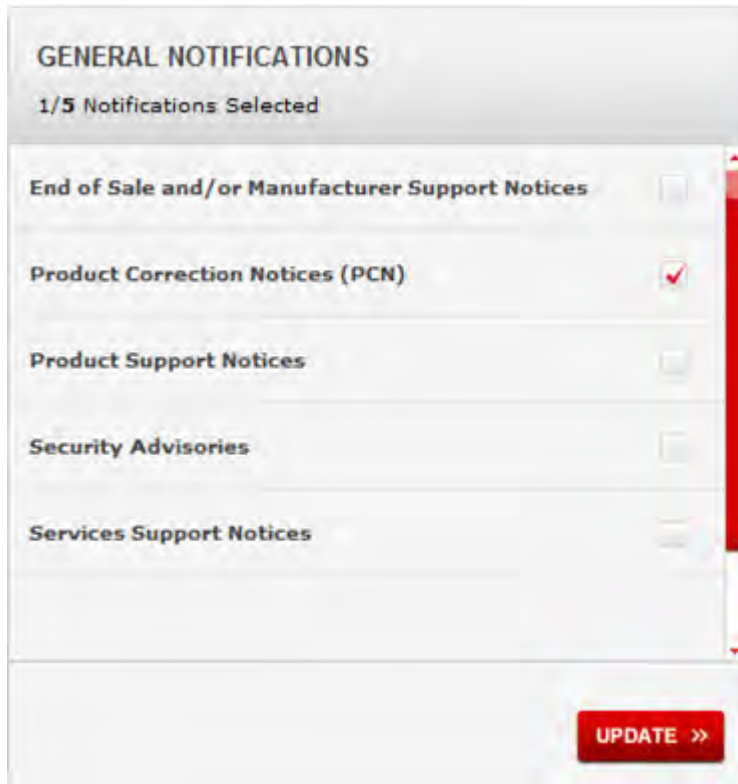 GENERAL NOTIFICATIONS
1/5 Notifications Selected
End of Sale and/or Manufacturer Support Notices
Product Correction Notices (PCN)
Product Support Notices
Security Advisories
Services Support Notices
UPDATE »